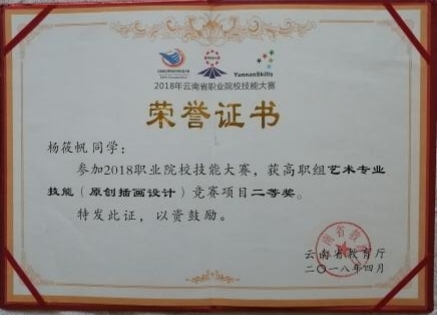 YunnanSkills
2018年云南省职业院校技能大赛
荣誉证书
杨筱帆同学：
参加2018职业院校技能大赛，获高职组艺术专业
技能（原创插画设计）竞赛项目二等奖。
特发此证，以资鼓励。
云南省教育厅
二〇一八年四月